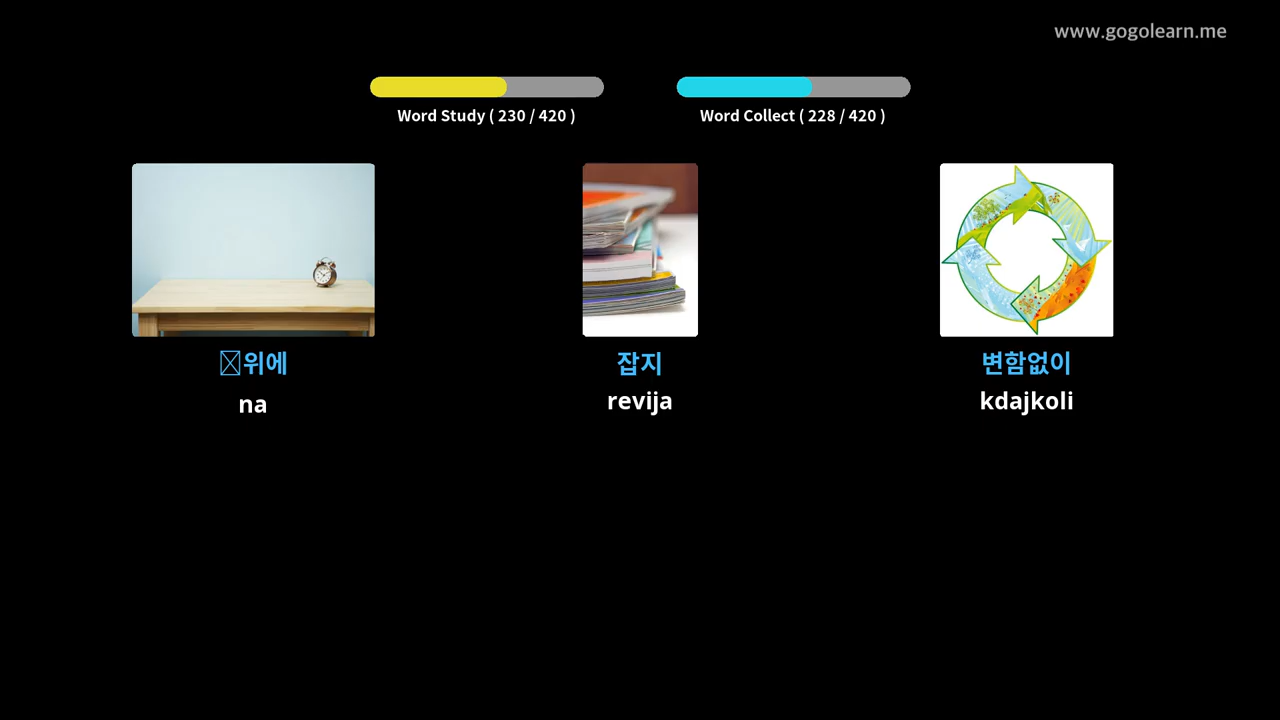 www.gogolearn.me
Word Study ( 230 / 420 )
Word Collect ( 228 / 420 )
위에
잡지
변함없이
na
revija
kdajkoli